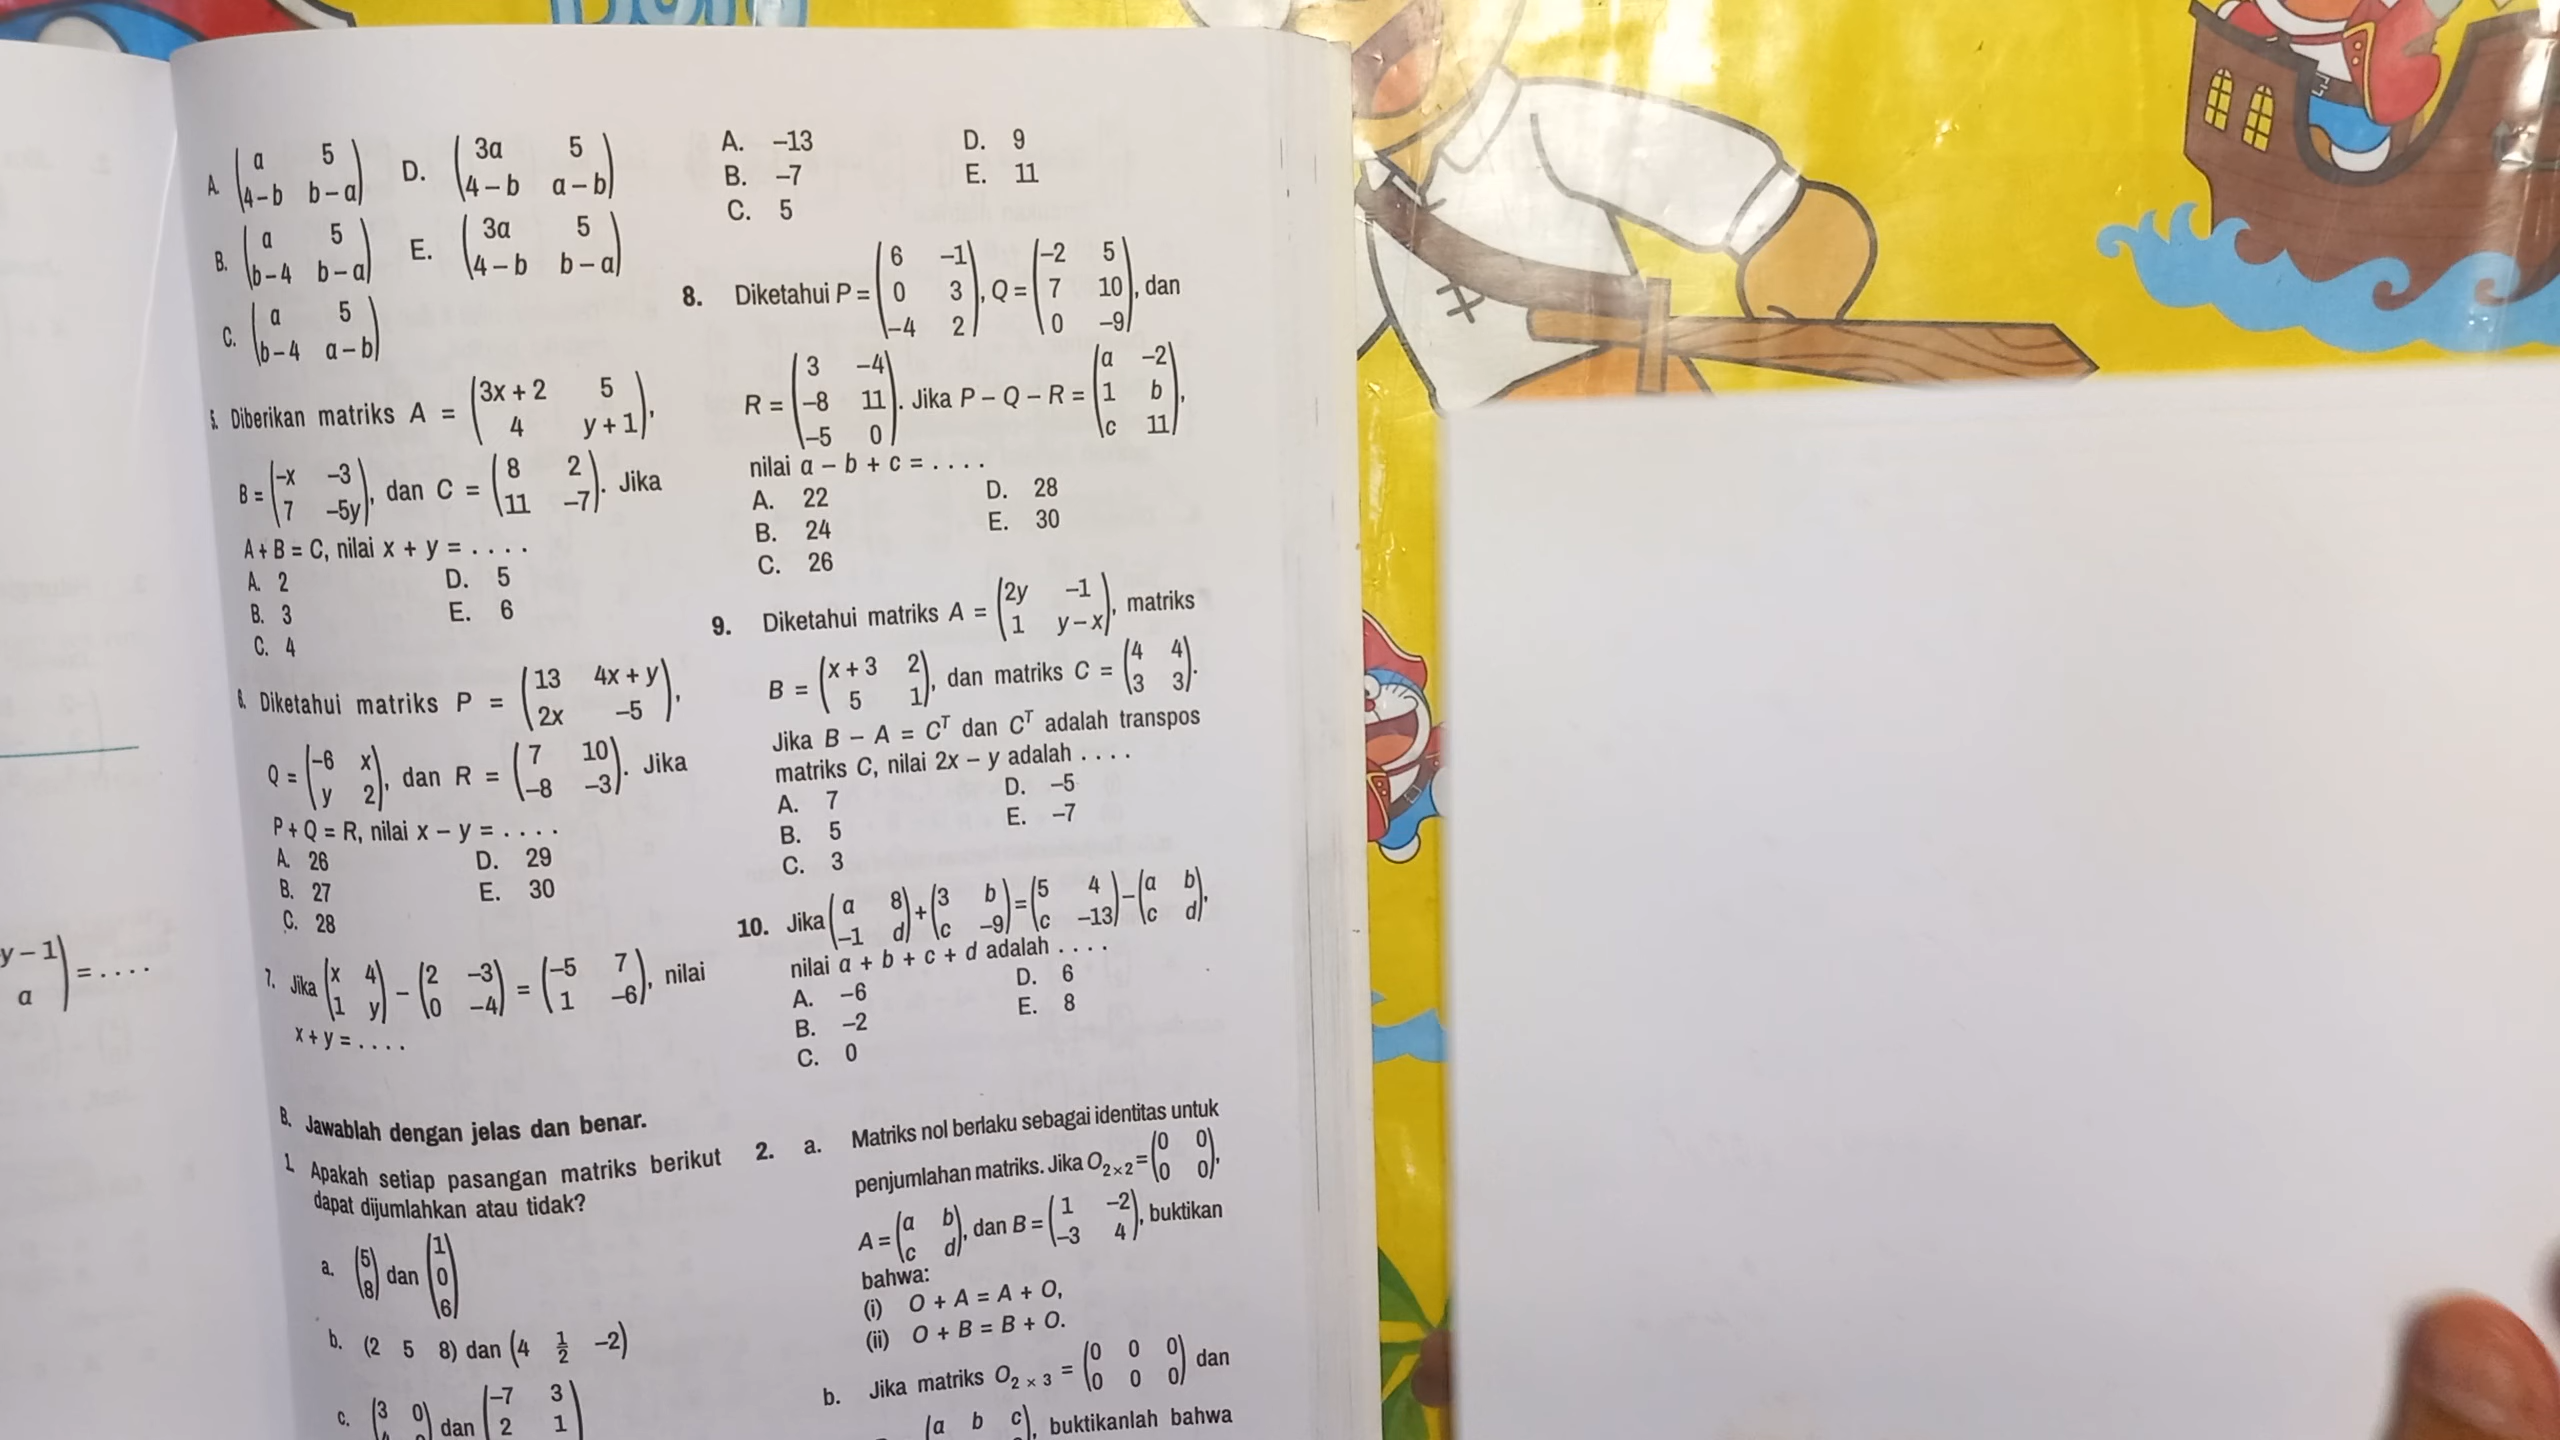 y – 1
a
= . . . .
A. (a 5
4 – b b – a)
B. (a 5
b – 4 b – a)
C. (a 5
b – 4 a – b)
D. (3a 5
4 – b a – b)
E. (3a 5
4 – b b – a)
5. Diberikan matriks A = (3x + 2 5
4 y + 1),
B = (–x –3
7 –5y), dan C = (8 2
11 –7). Jika
A + B = C, nilai x + y = . . . .
A. 2
B. 3
C. 4
D. 5
E. 6
6. Diketahui matriks P = (13 4x + y
2x –5),
Q = (–6 x
y 2), dan R = (7 10
–8 –3). Jika
P + Q = R, nilai x – y = . . . .
A. 26
B. 27
C. 28
D. 29
E. 30
7. Jika (x 4
1 y) – (2 –3
0 –4) = (–5 7
1 –6), nilai
x + y = . . . .
A. –13
B. –7
C. 5
D. 9
E. 11
8. Diketahui P = (6 –1
0 3
–4 2), Q = (–2 5
7 10
0 –9), dan
R = (3 –4
–8 11
–5 0). Jika P – Q – R = (a –2
1 b
c 11),
nilai a – b + c = . . . .
A. 22
B. 24
C. 26
D. 28
E. 30
9. Diketahui matriks A = (2y –1
1 y – x), matriks
B = (x + 3 2
5 1), dan matriks C = (4 4
3 3).
Jika B – A = Cᵀ dan Cᵀ adalah transpos
matriks C, nilai 2x – y adalah . . . .
A. 7
B. 5
C. 3
D. –5
E. –7
10. Jika (a 8
–1 d) + (3 b
c –9) = (5 4
c –13) – (a b
c d),
nilai a + b + c + d adalah . . . .
A. –6
B. –2
C. 0
D. 6
E. 8
B. Jawablah dengan jelas dan benar.
1. Apakah setiap pasangan matriks berikut
dapat dijumlahkan atau tidak?
a. (5
8) dan (1
0
6)
b. (2 5 8) dan (4 1/2 –2)
c. (3 0) dan (–7 3
2 1
2. a. Matriks nol berlaku sebagai identitas untuk
penjumlahan matriks. Jika O₂ₓ₂ = (0 0
0 0),
A = (a b
c d), dan B = (1 –2
–3 4), buktikan
bahwa:
(i) O + A = A + O,
(ii) O + B = B + O.
b. Jika matriks O₂ ₓ ₃ = (0 0 0
0 0 0) dan
(a b c), buktikanlah bahwa